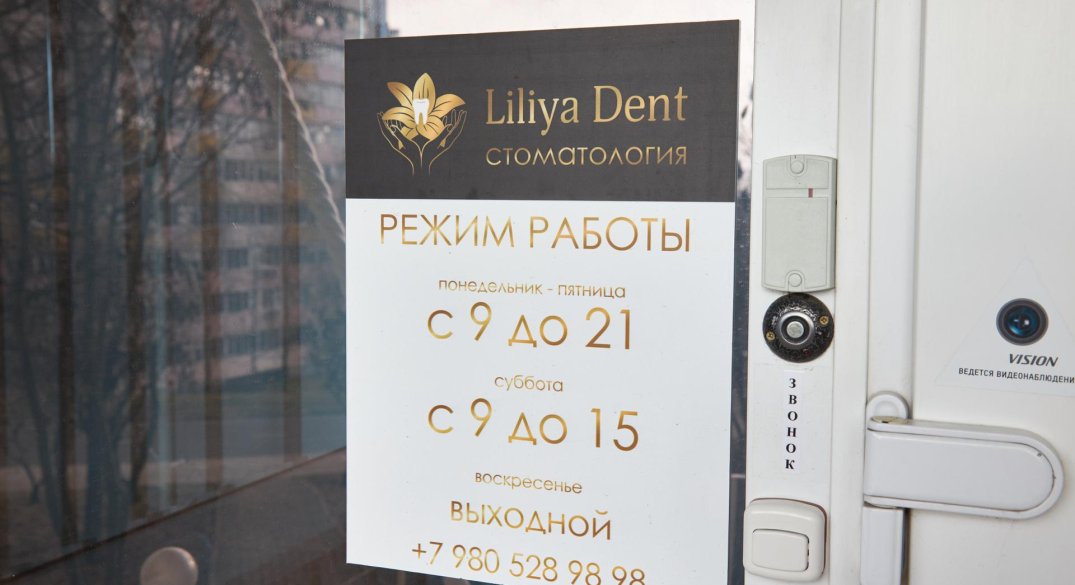 Liliya Dent
стоматология
РЕЖИМ РАБОТЫ
понедельник - пятница
с 9 до 21
суббота
с 9 до 15
воскресенье
выходной
+7 980 528 98 98
ЗВОНОК
VISION
ВЕДЕТСЯ ВИДЕОНАБЛЮДЕНИ